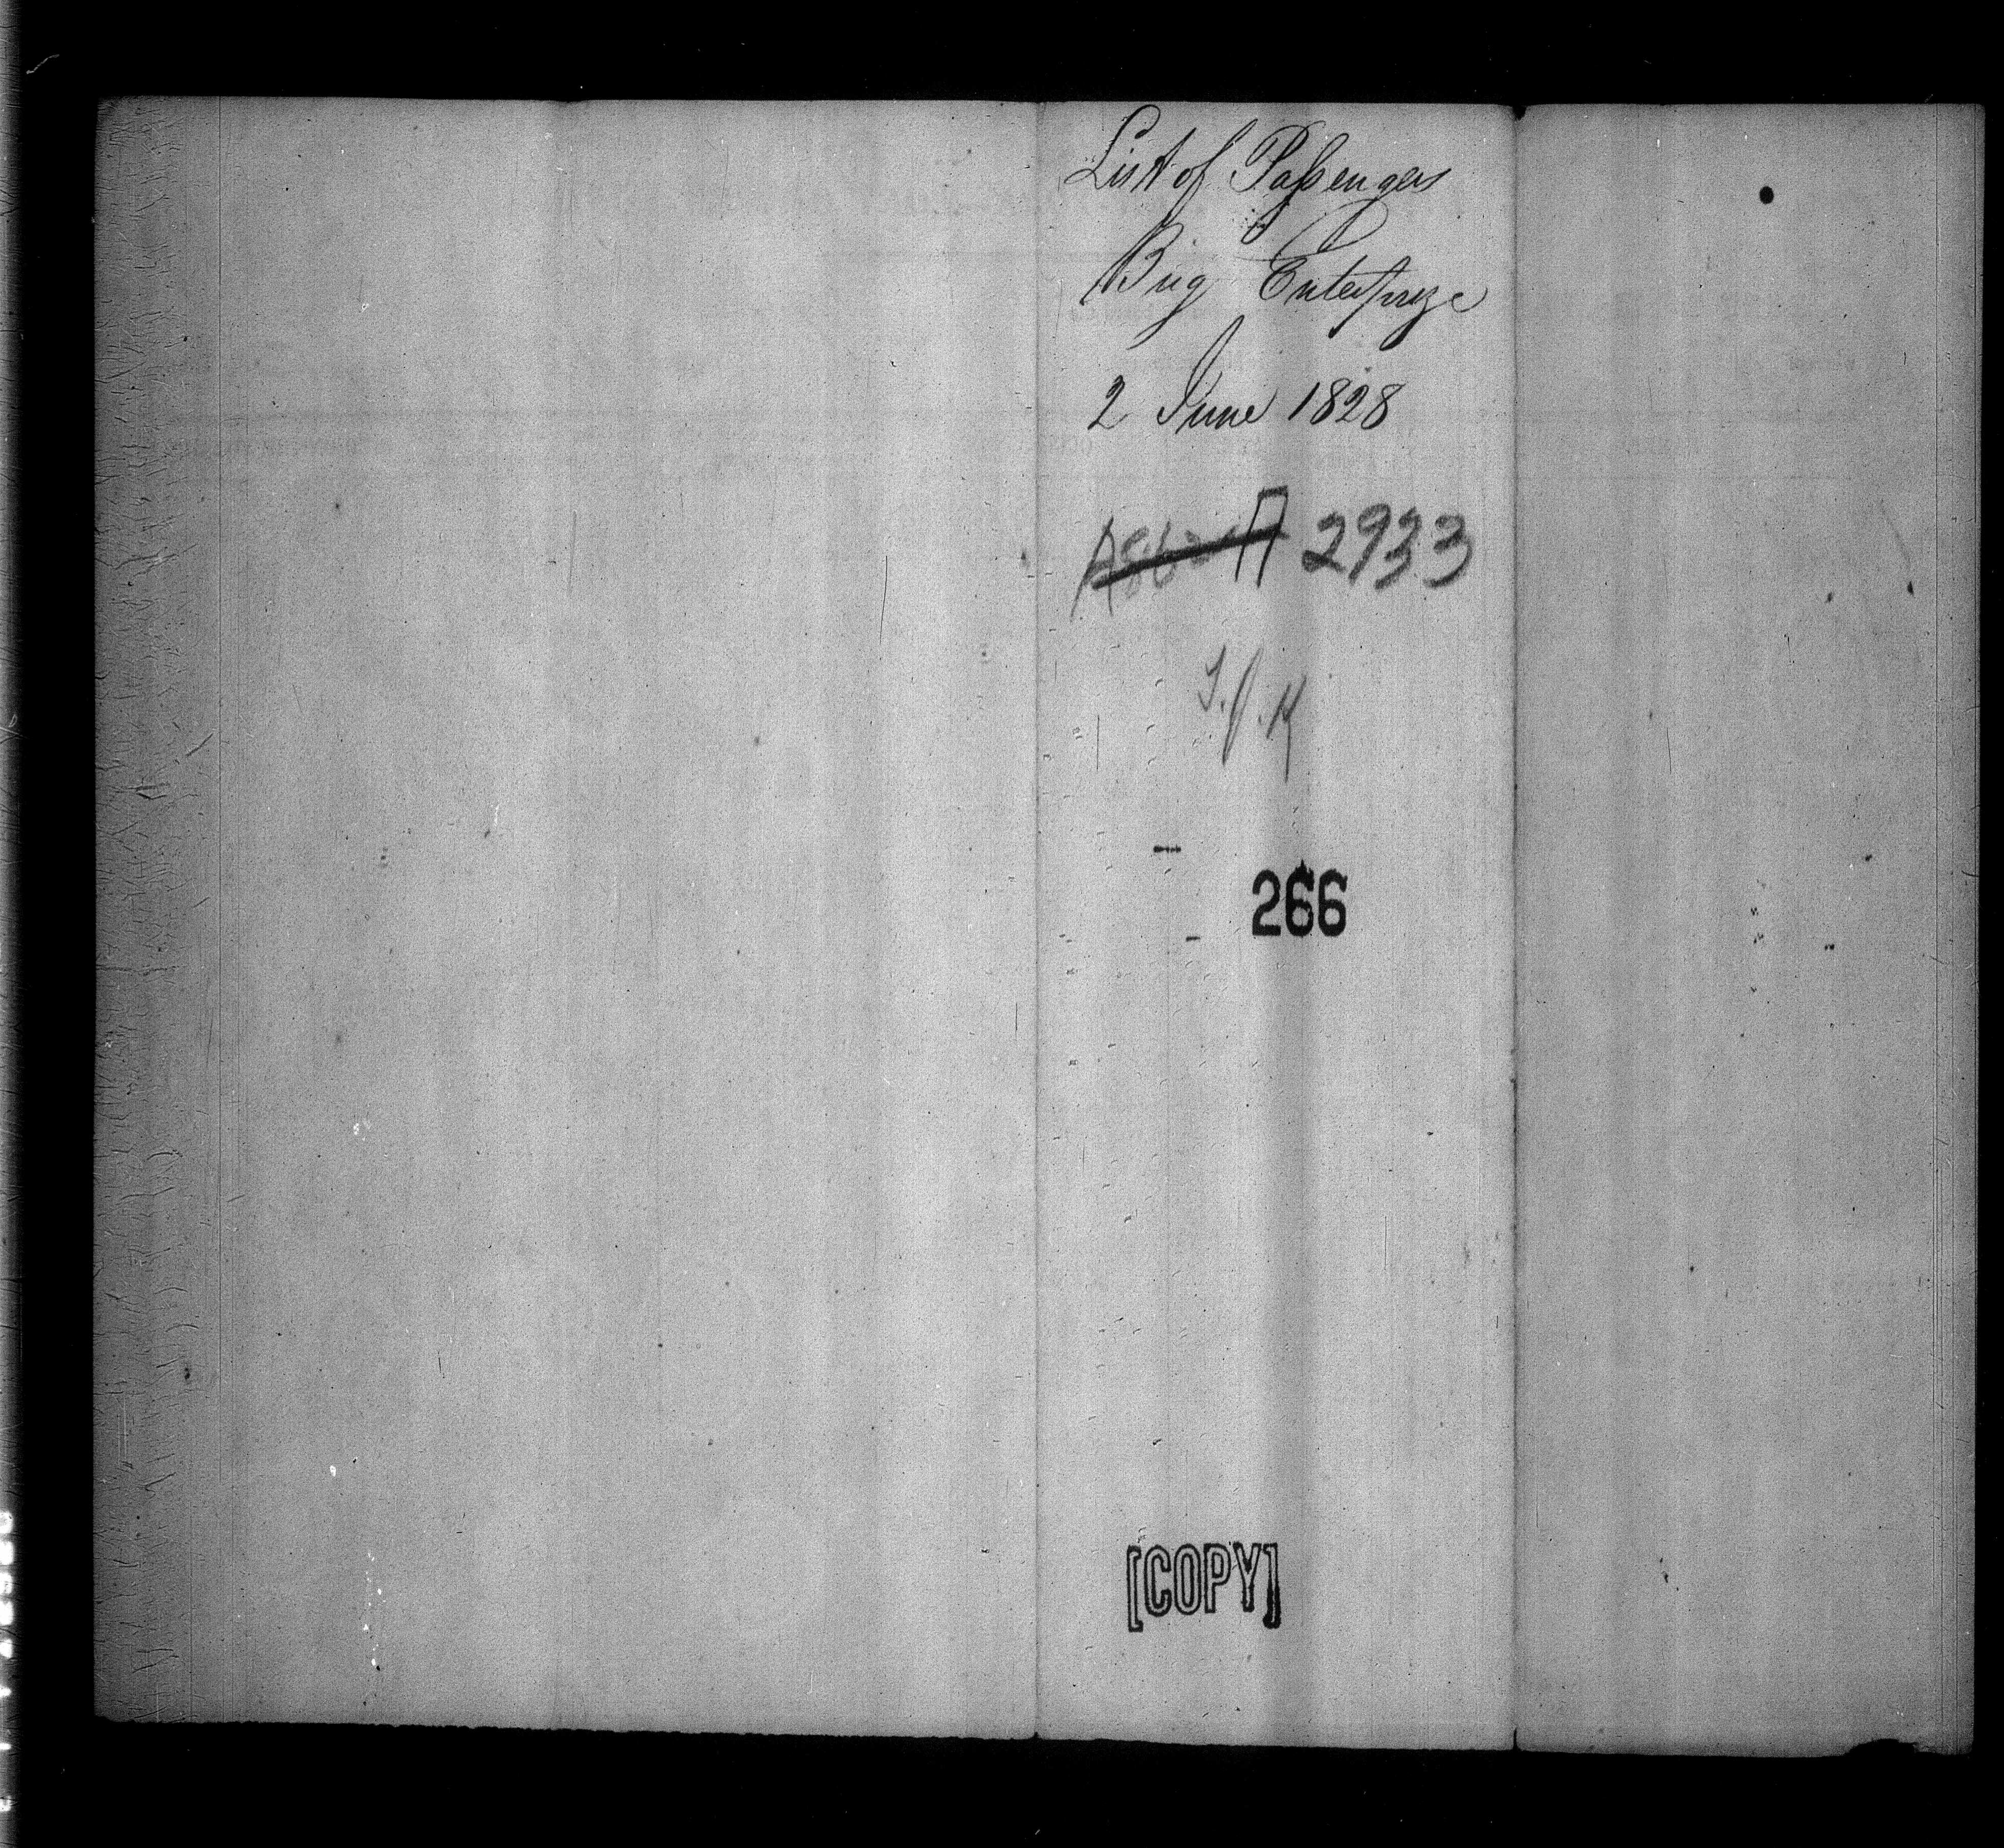 List of Passengers
Brig Enterprize
2 June 1828
A 2933
266
[COPY]